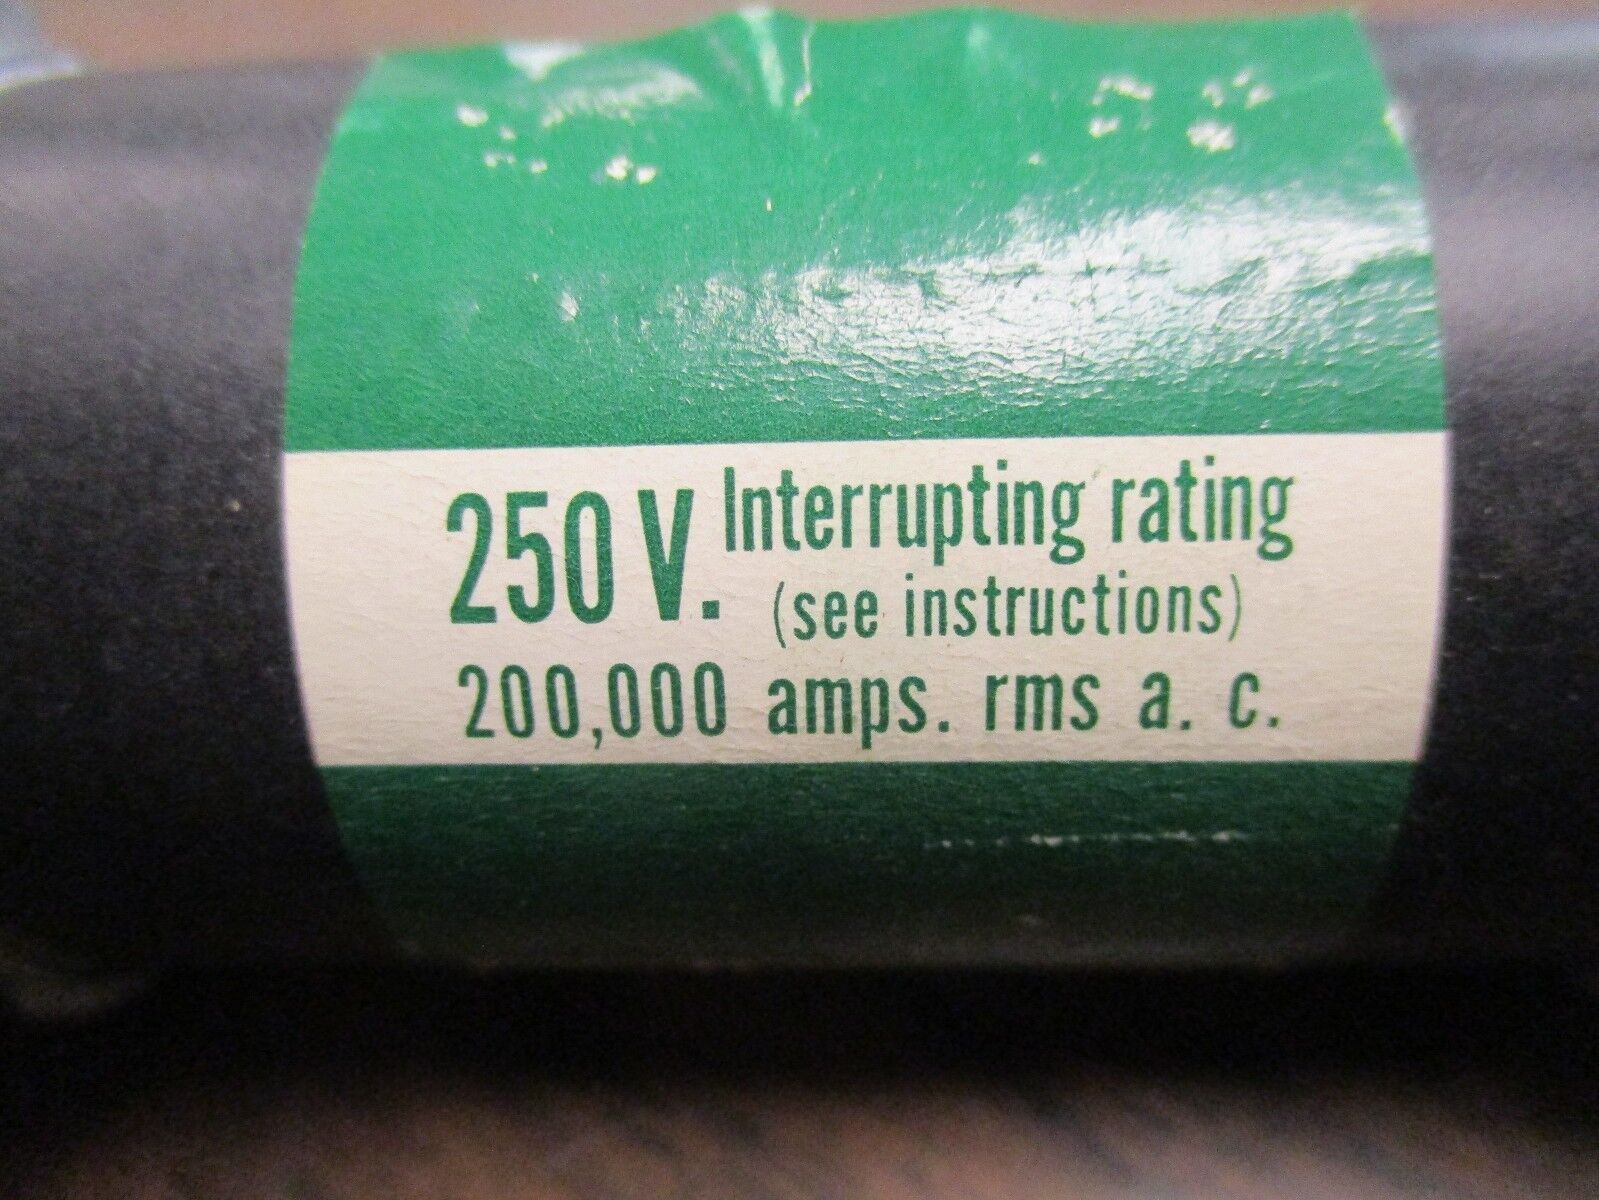 250 V. Interrupting rating
(see instructions)
200,000 amps. rms a. c.